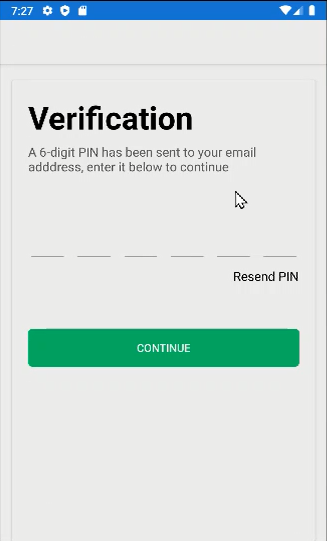 7:27
Verification
A 6-digit PIN has been sent to your email
adddress, enter it below to continue
Resend PIN
CONTINUE